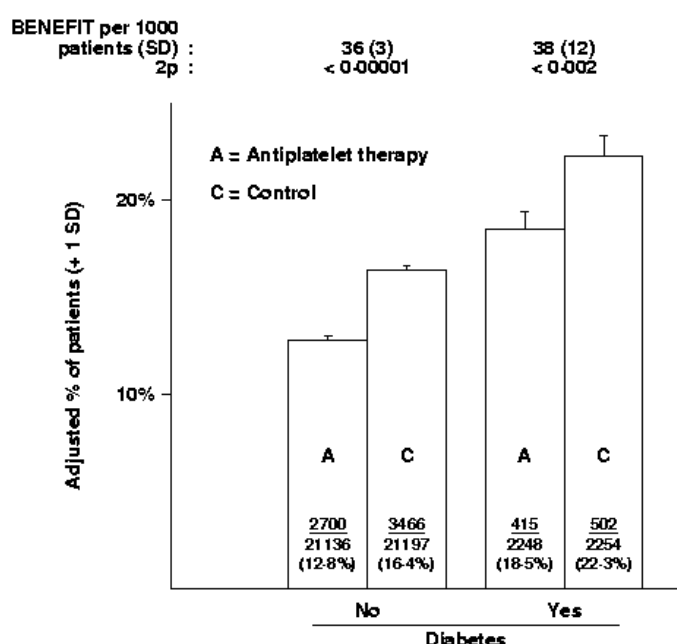 BENEFIT per 1000
patients (SD) : 36 (3) 38 (12)
2p : < 0·00001 < 0·002
A = Antiplatelet therapy
C = Control
20%
10%
Adjusted % of patients (+ 1 SD)
A C A C
2700 3466 415 502
21136 21197 2248 2254
(12·8%) (16·4%) (18·5%) (22·3%)
No Yes
Diabetes